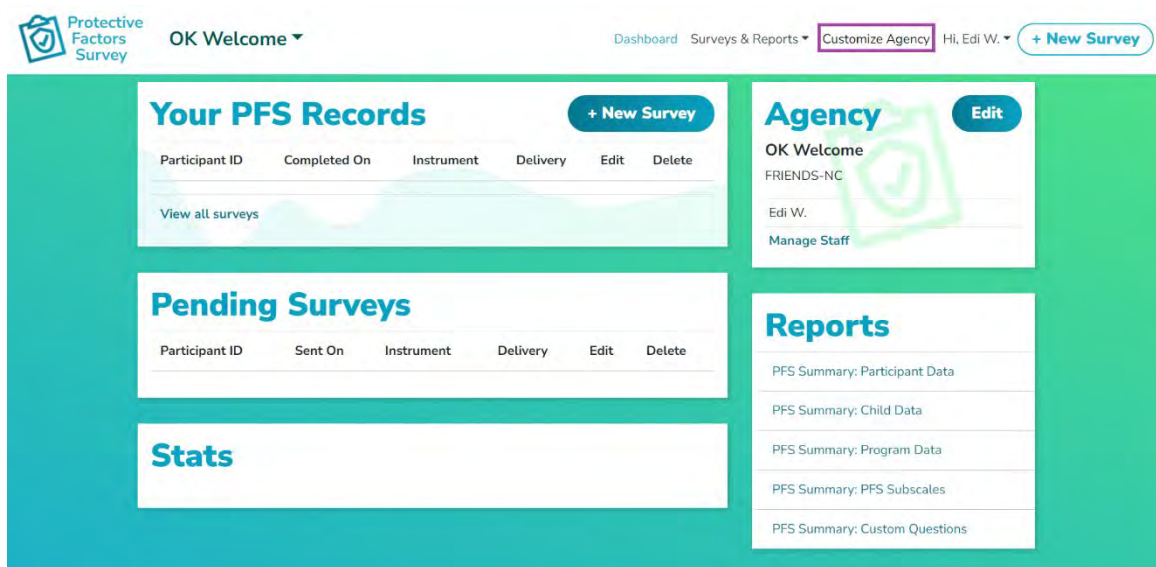 Protective
Factors
Survey
OK Welcome
Dashboard Surveys & Reports Customize Agency Hi, Edi W. + New Survey
Your PFS Records
+ New Survey
Participant ID Completed On Instrument Delivery Edit Delete
View all surveys
Pending Surveys
Participant ID Sent On Instrument Delivery Edit Delete
Stats
Agency
Edit
OK Welcome
FRIENDS-NC
Edi W.
Manage Staff
Reports
PFS Summary: Participant Data
PFS Summary: Child Data
PFS Summary: Program Data
PFS Summary: PFS Subscales
PFS Summary: Custom Questions